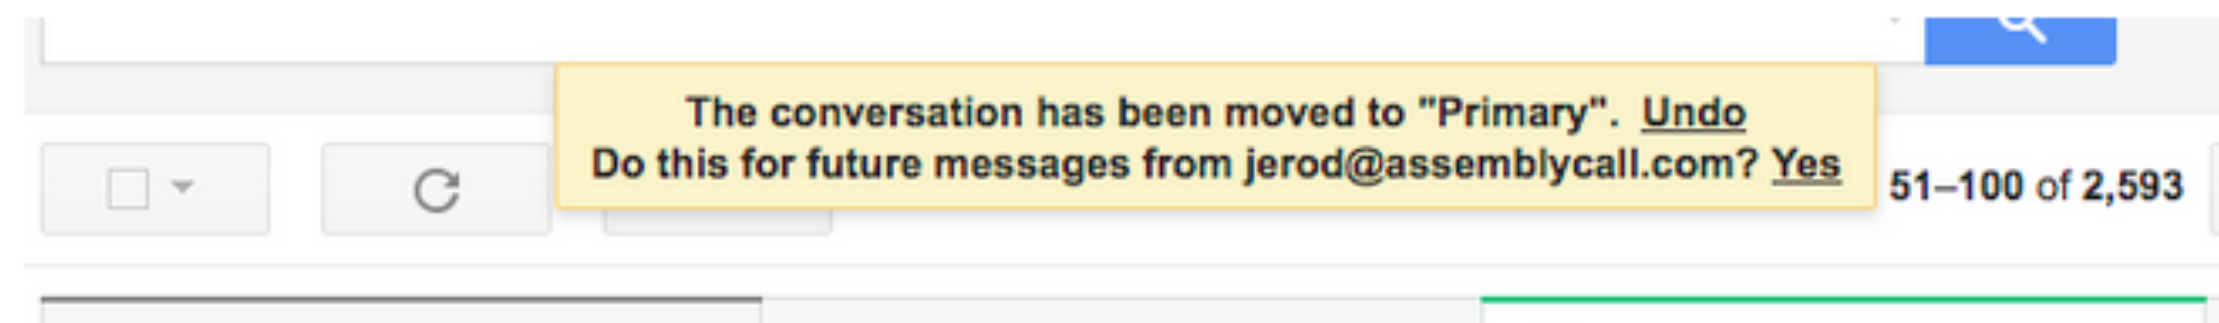 The conversation has been moved to "Primary". Undo
Do this for future messages from jerod@assemblycall.com? Yes
51–100 of 2,593